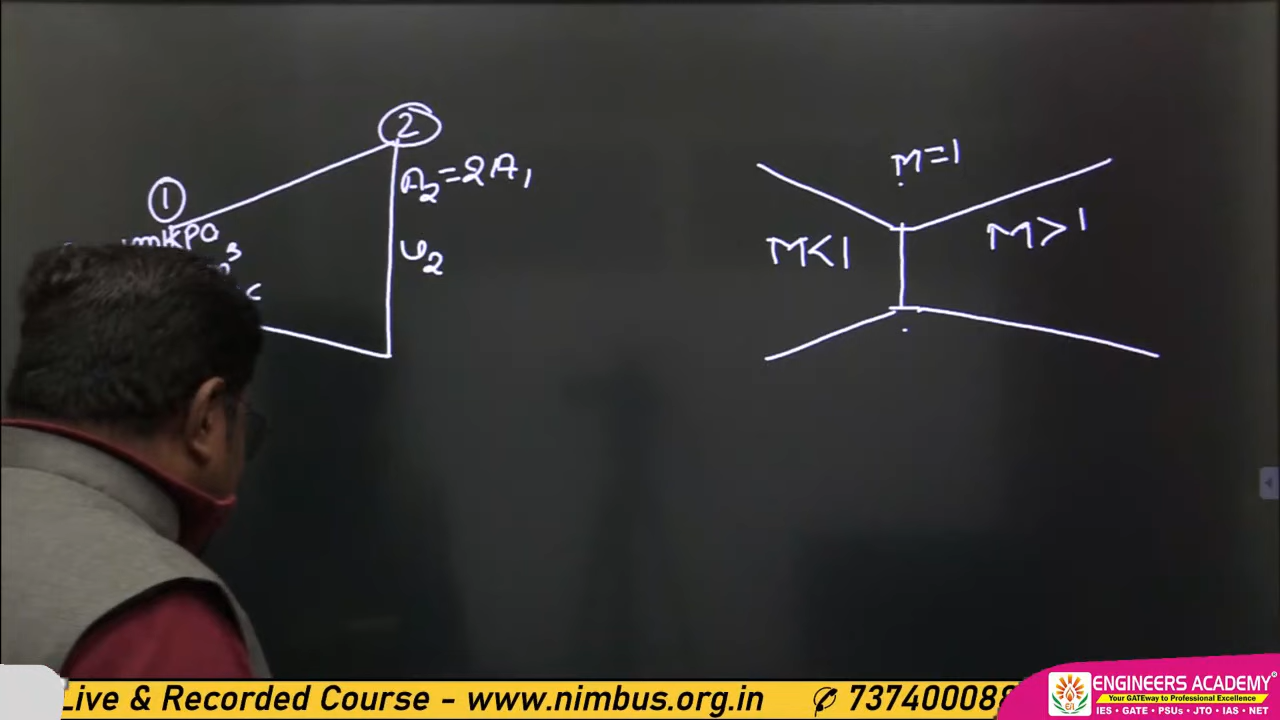 ①
②
A₂=2A₁
υ₂
M=1
M<1
M>1
Live & Recorded Course - www.nimbus.org.in
ENGINEERS ACADEMY
Your GATEway to Professional Excellence
IES • GATE • PSUs • JTO • IAS • NET